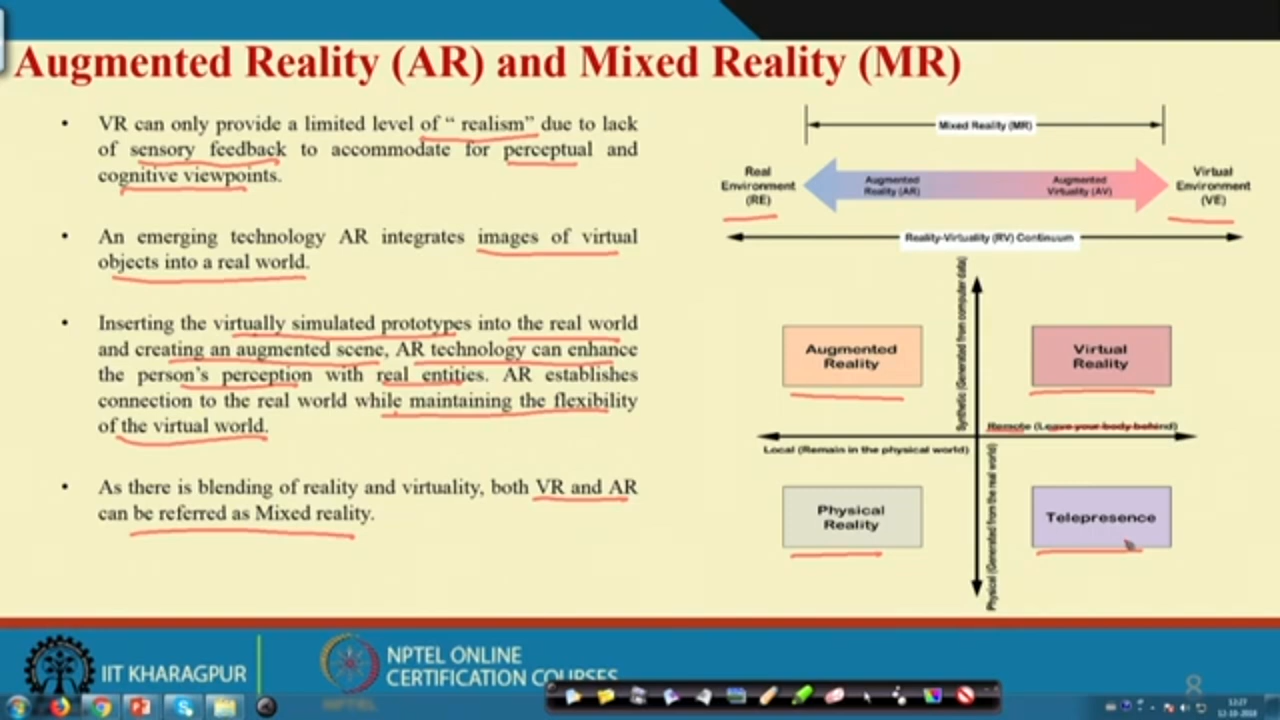 Augmented Reality (AR) and Mixed Reality (MR)
• VR can only provide a limited level of “ realism” due to lack
of sensory feedback to accommodate for perceptual and
cognitive viewpoints.
• An emerging technology AR integrates images of virtual
objects into a real world.
• Inserting the virtually simulated prototypes into the real world
and creating an augmented scene, AR technology can enhance
the person’s perception with real entities. AR establishes
connection to the real world while maintaining the flexibility
of the virtual world.
• As there is blending of reality and virtuality, both VR and AR
can be referred as Mixed reality.
Mixed Reality (MR)
Real
Environment
(RE)
Augmented
Reality (AR)
Augmented
Virtuality (AV)
Virtual
Environment
(VE)
Reality-Virtuality (RV) Continuum
Synthetic (Generated from computer data)
Augmented
Reality
Virtual
Reality
Remote (Leave your body behind)
Local (Remain in the physical world)
Physical (Generated from the real world)
Physical
Reality
Telepresence
IIT KHARAGPUR
NPTEL ONLINE
CERTIFICATION COURSES
8
12:27
12-10-2018